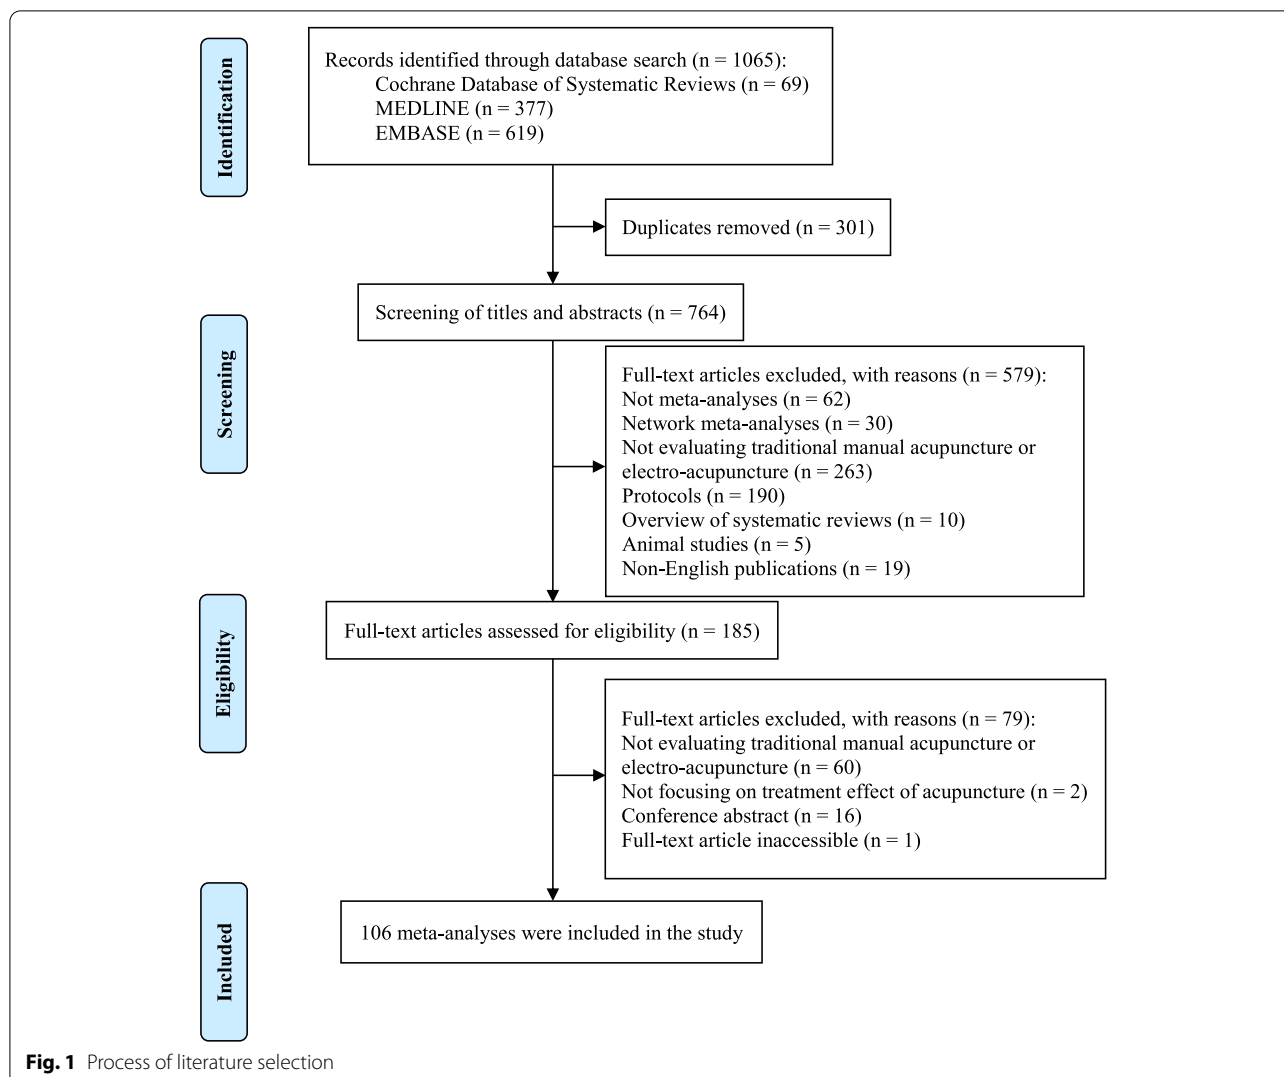 Identification
Records identified through database search (n = 1065):
Cochrane Database of Systematic Reviews (n = 69)
MEDLINE (n = 377)
EMBASE (n = 619)
Duplicates removed (n = 301)
Screening
Screening of titles and abstracts (n = 764)
Full-text articles excluded, with reasons (n = 579):
Not meta-analyses (n = 62)
Network meta-analyses (n = 30)
Not evaluating traditional manual acupuncture or
electro-acupuncture (n = 263)
Protocols (n = 190)
Overview of systematic reviews (n = 10)
Animal studies (n = 5)
Non-English publications (n = 19)
Eligibility
Full-text articles assessed for eligibility (n = 185)
Full-text articles excluded, with reasons (n = 79):
Not evaluating traditional manual acupuncture or
electro-acupuncture (n = 60)
Not focusing on treatment effect of acupuncture (n = 2)
Conference abstract (n = 16)
Full-text article inaccessible (n = 1)
Included
106 meta-analyses were included in the study
Fig. 1 Process of literature selection